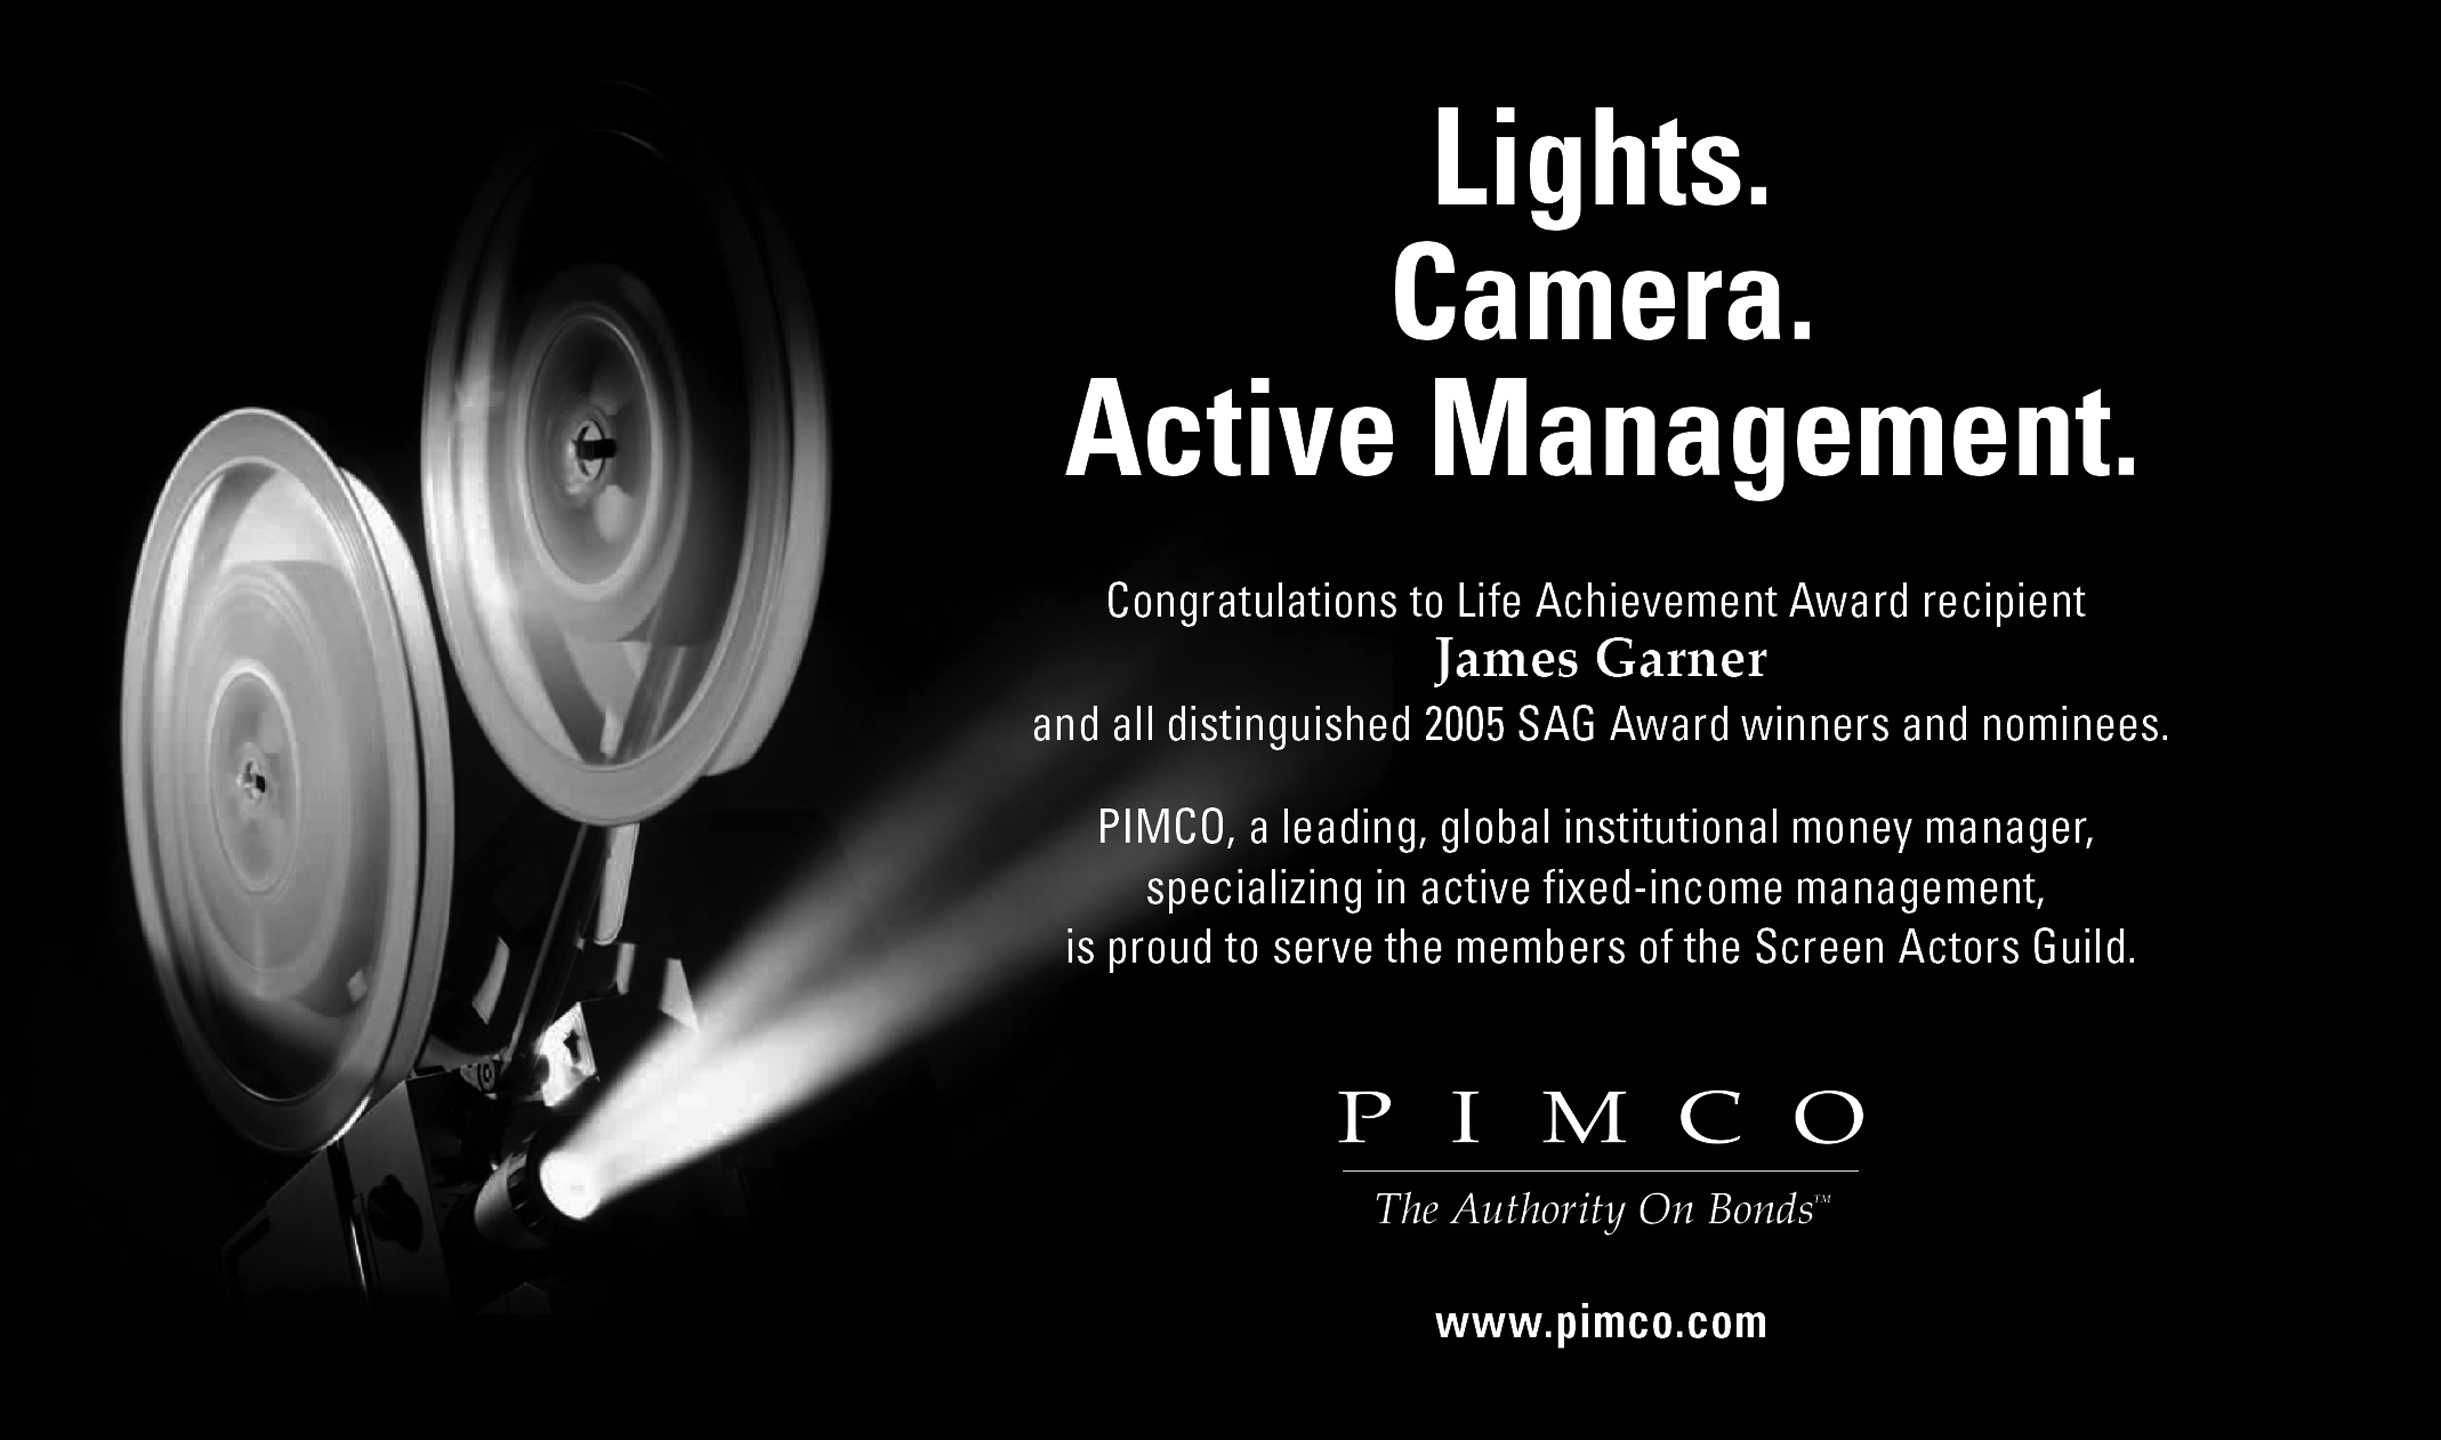 Lights.
Camera.
Active Management.
Congratulations to Life Achievement Award recipient
James Garner
and all distinguished 2005 SAG Award winners and nominees.
PIMCO, a leading, global institutional money manager,
specializing in active fixed-income management,
is proud to serve the members of the Screen Actors Guild.
PIMCO
The Authority On Bonds™
www.pimco.com